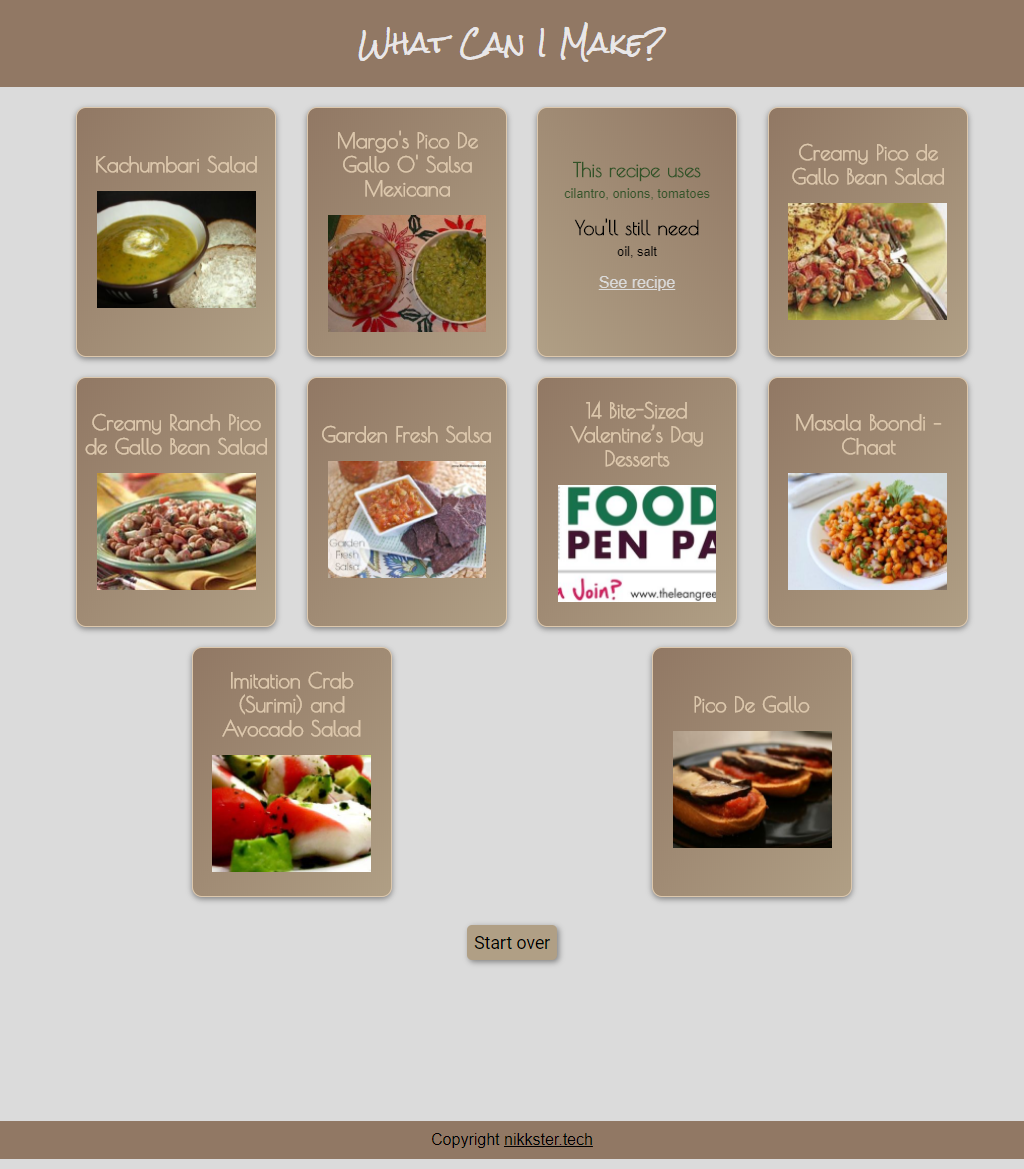 What Can I Make?
Kachumbari Salad
Margo's Pico De
Gallo O' Salsa
Mexicana
This recipe uses
cilantro, onions, tomatoes
You'll still need
oil, salt
See recipe
Creamy Pico de
Gallo Bean Salad
Creamy Ranch Pico
de Gallo Bean Salad
Garden Fresh Salsa
Garden
Fresh
Salsa
14 Bite-Sized
Valentine’s Day
Desserts
FOOD
PEN PA
Join?
www.theleangree
Masala Boondi –
Chaat
Imitation Crab
(Surimi) and
Avocado Salad
Pico De Gallo
Start over
Copyright nikkster.tech